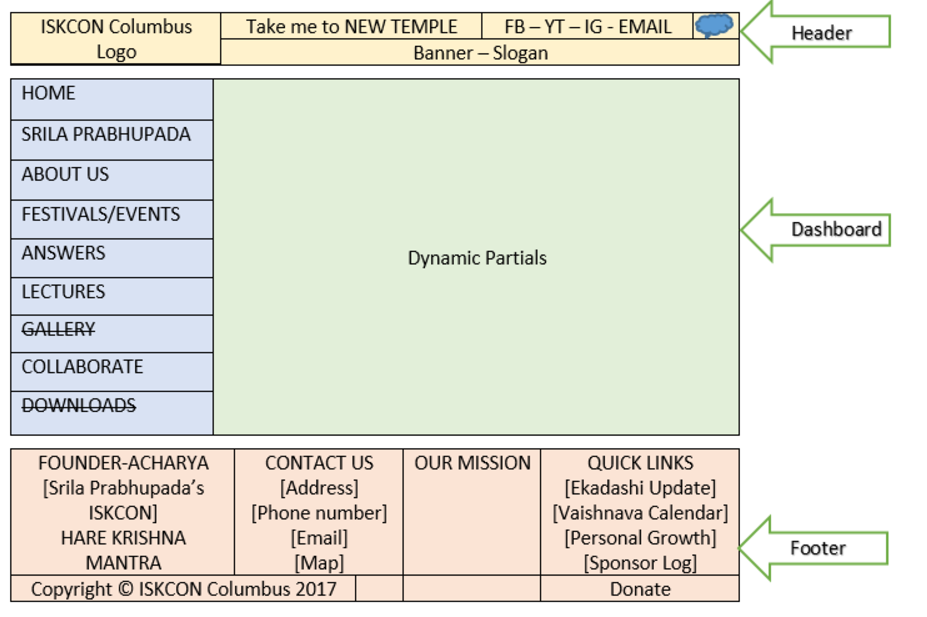 ISKCON Columbus
Logo
Take me to NEW TEMPLE
FB – YT – IG - EMAIL
Banner – Slogan
Header
HOME
SRILA PRABHUPADA
ABOUT US
FESTIVALS/EVENTS
ANSWERS
LECTURES
GALLERY
COLLABORATE
DOWNLOADS
Dynamic Partials
Dashboard
FOUNDER-ACHARYA
[Srila Prabhupada’s
ISKCON]
HARE KRISHNA
MANTRA
CONTACT US
[Address]
[Phone number]
[Email]
[Map]
OUR MISSION
QUICK LINKS
[Ekadashi Update]
[Vaishnava Calendar]
[Personal Growth]
[Sponsor Log]
Footer
Copyright © ISKCON Columbus 2017
Donate